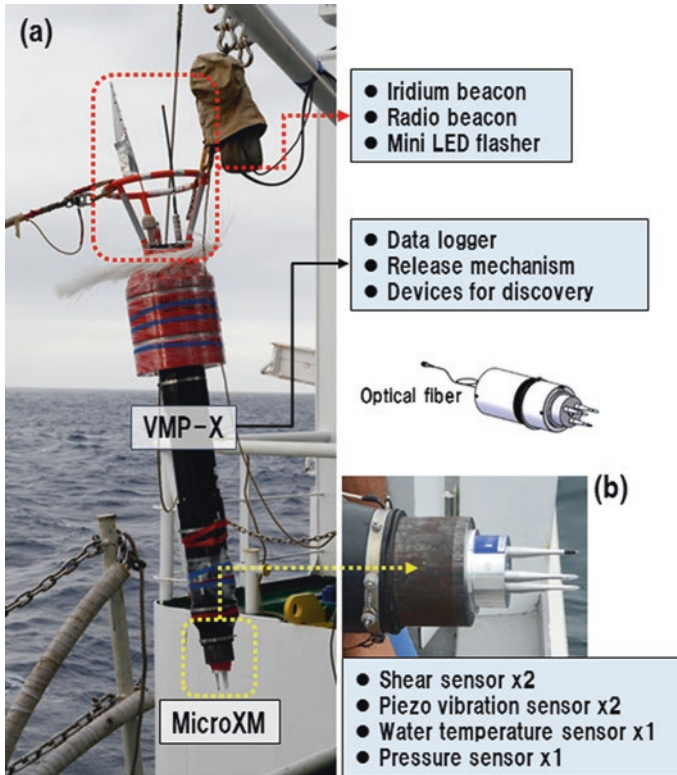 (a)
● Iridium beacon
● Radio beacon
● Mini LED flasher
● Data logger
● Release mechanism
● Devices for discovery
Optical fiber
VMP-X
(b)
MicroXM
● Shear sensor x2
● Piezo vibration sensor x2
● Water temperature sensor x1
● Pressure sensor x1